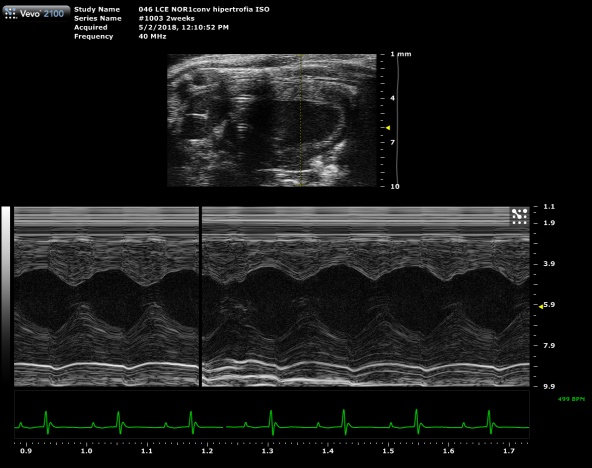 Vevo 2100
Study Name 046 LCE NOR1conv hipertrofia ISO
Series Name #1003 2weeks
Acquired 5/2/2018, 12:10:52 PM
Frequency 40 MHz
1 mm
4
7
10
1.1
1.9
3.9
5.9
7.9
9.9
499 BPM
0.9 1.0 1.1 1.2 1.3 1.4 1.5 1.6 1.7